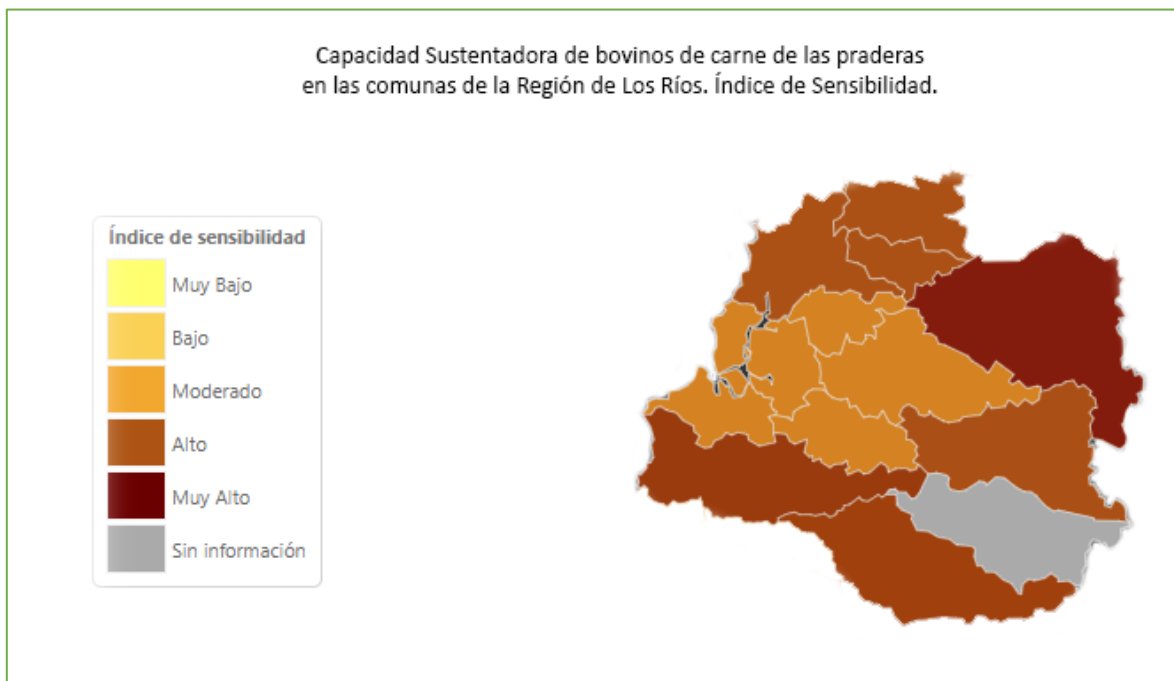 Capacidad Sustentadora de bovinos de carne de las praderas
en las comunas de la Región de Los Ríos. Índice de Sensibilidad.
Índice de sensibilidad
Muy Bajo
Bajo
Moderado
Alto
Muy Alto
Sin información